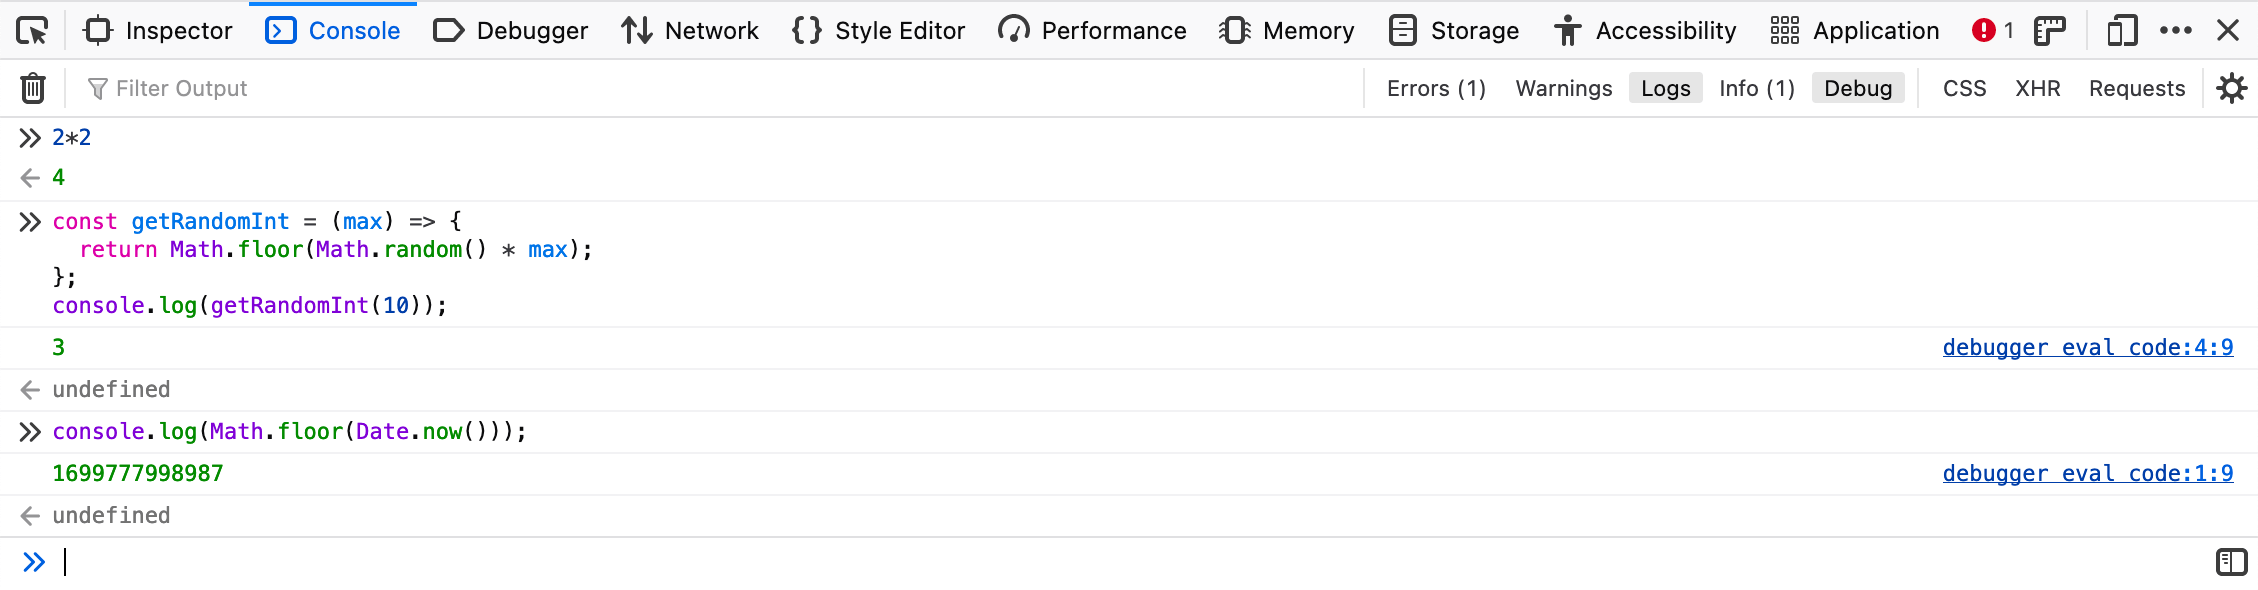 Inspector Console Debugger Network Style Editor Performance Memory Storage Accessibility Application 1
Filter Output Errors (1) Warnings Logs Info (1) Debug CSS XHR Requests
2*2
4
const getRandomInt = (max) => {
  return Math.floor(Math.random() * max);
};
console.log(getRandomInt(10));
3 debugger eval code:4:9
undefined
console.log(Math.floor(Date.now()));
1699777998987 debugger eval code:1:9
undefined